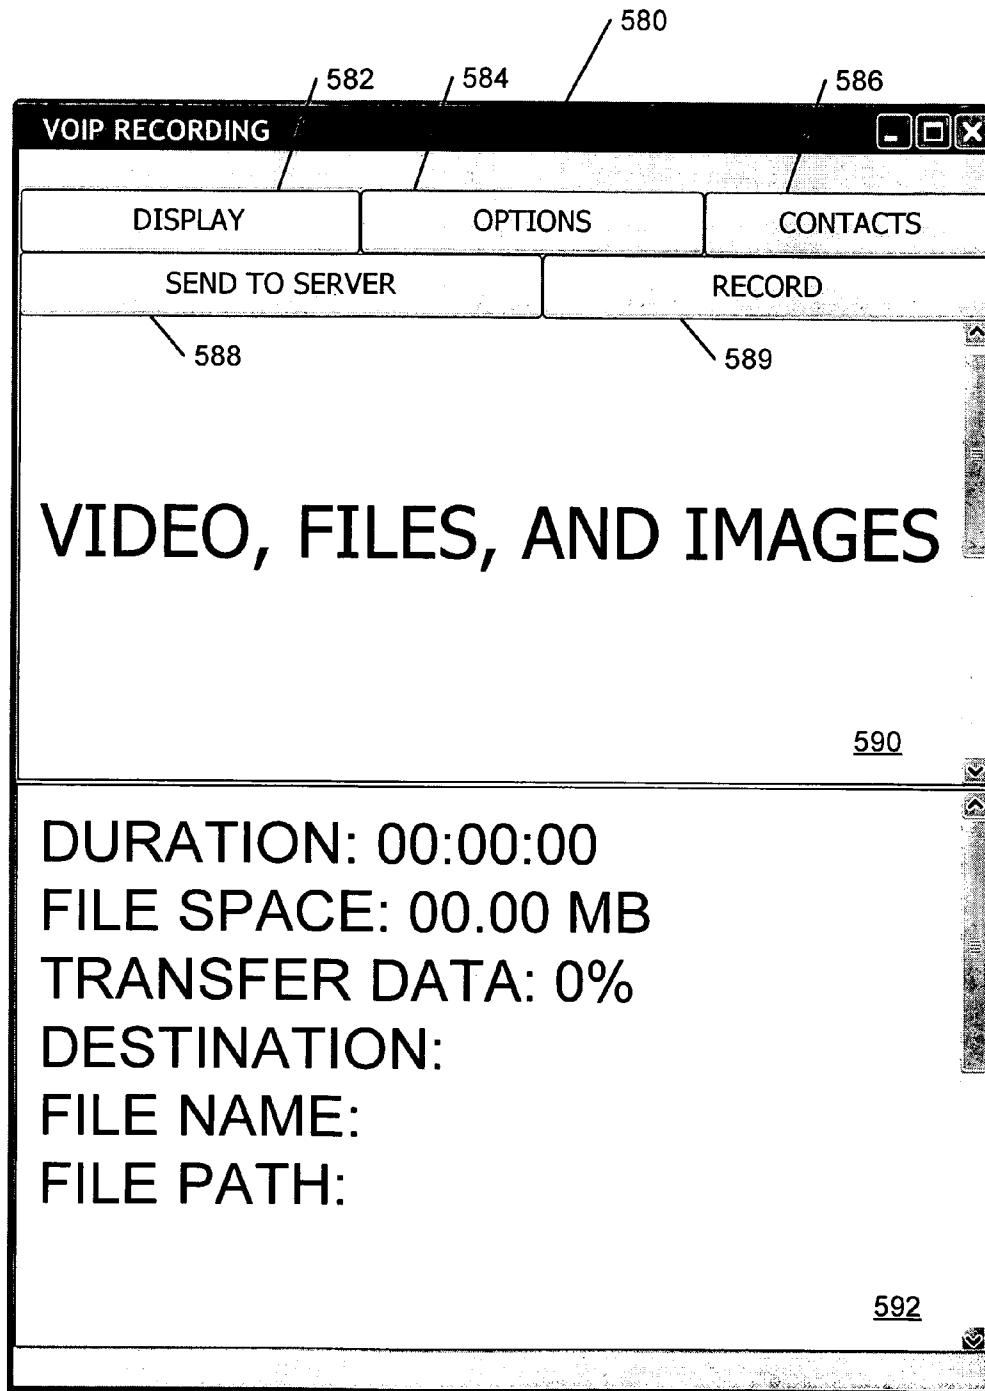 580
582 584 586
VOIP RECORDING
DISPLAY OPTIONS CONTACTS
SEND TO SERVER RECORD
588 589
VIDEO, FILES, AND IMAGES
590
DURATION: 00:00:00
FILE SPACE: 00.00 MB
TRANSFER DATA: 0%
DESTINATION:
FILE NAME:
FILE PATH:
592